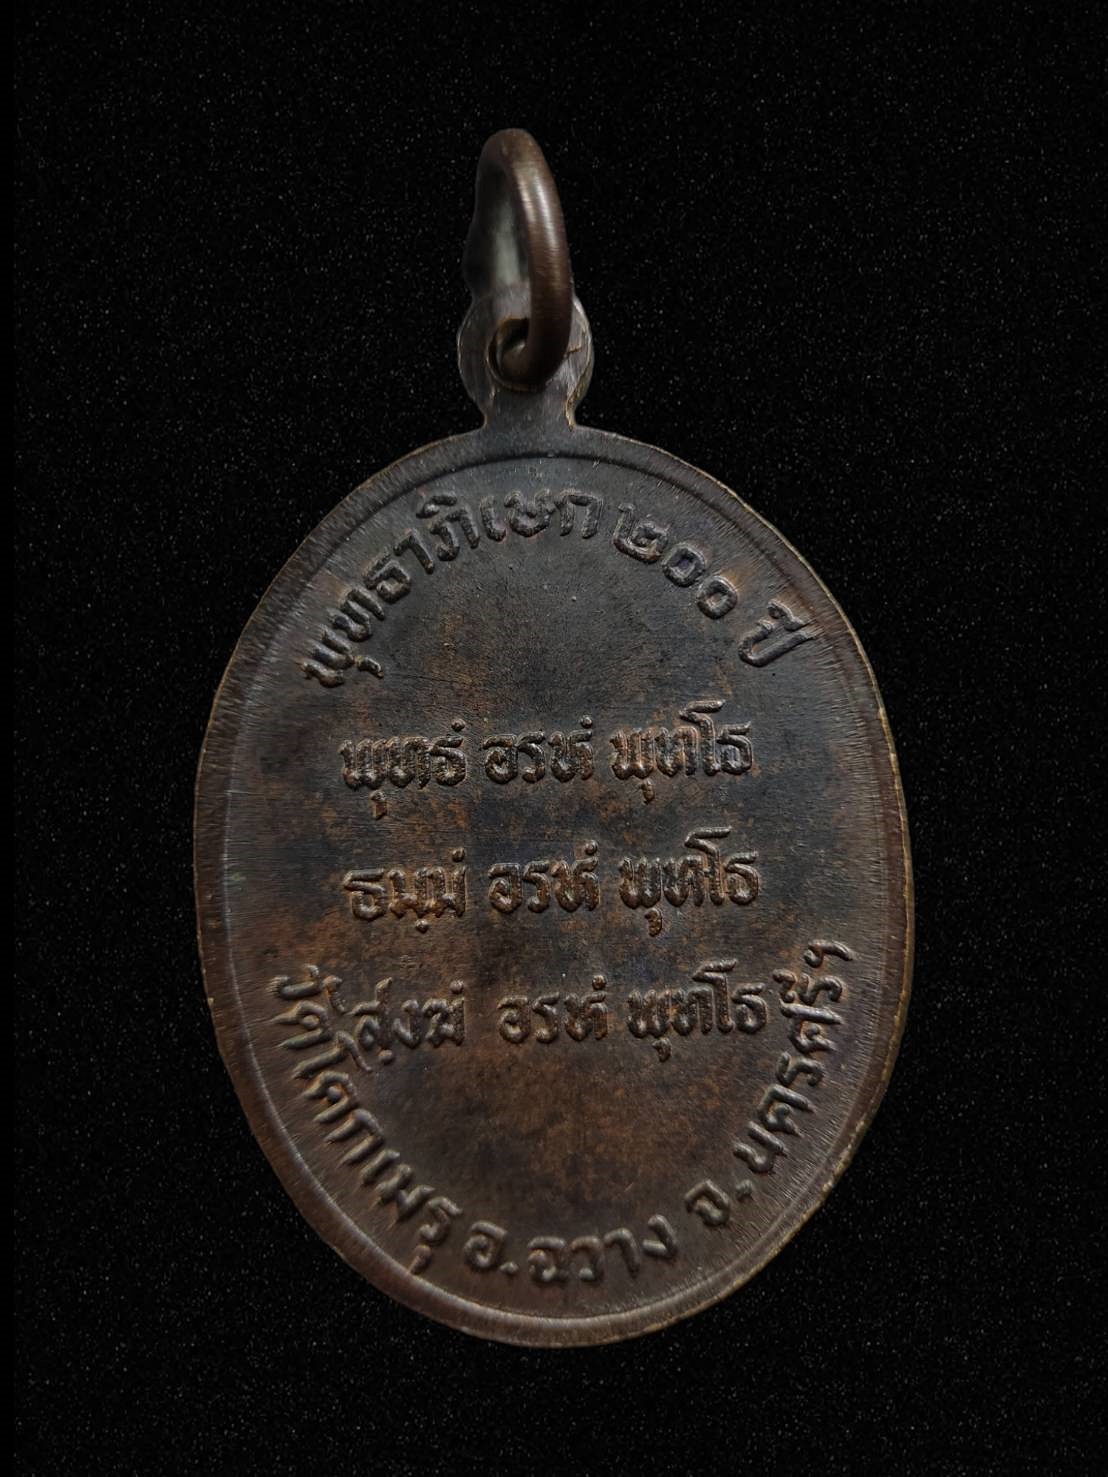 พุทธาภิเษก ๒๐๐ ปี
พุทธํ อรหํ พุทโธ
ธมฺมํ อรหํ พุทโธ
สงฺฆํ อรหํ พุทโธ
วัดโคกเมรุ อ.ฉวาง จ.นครศรีฯ